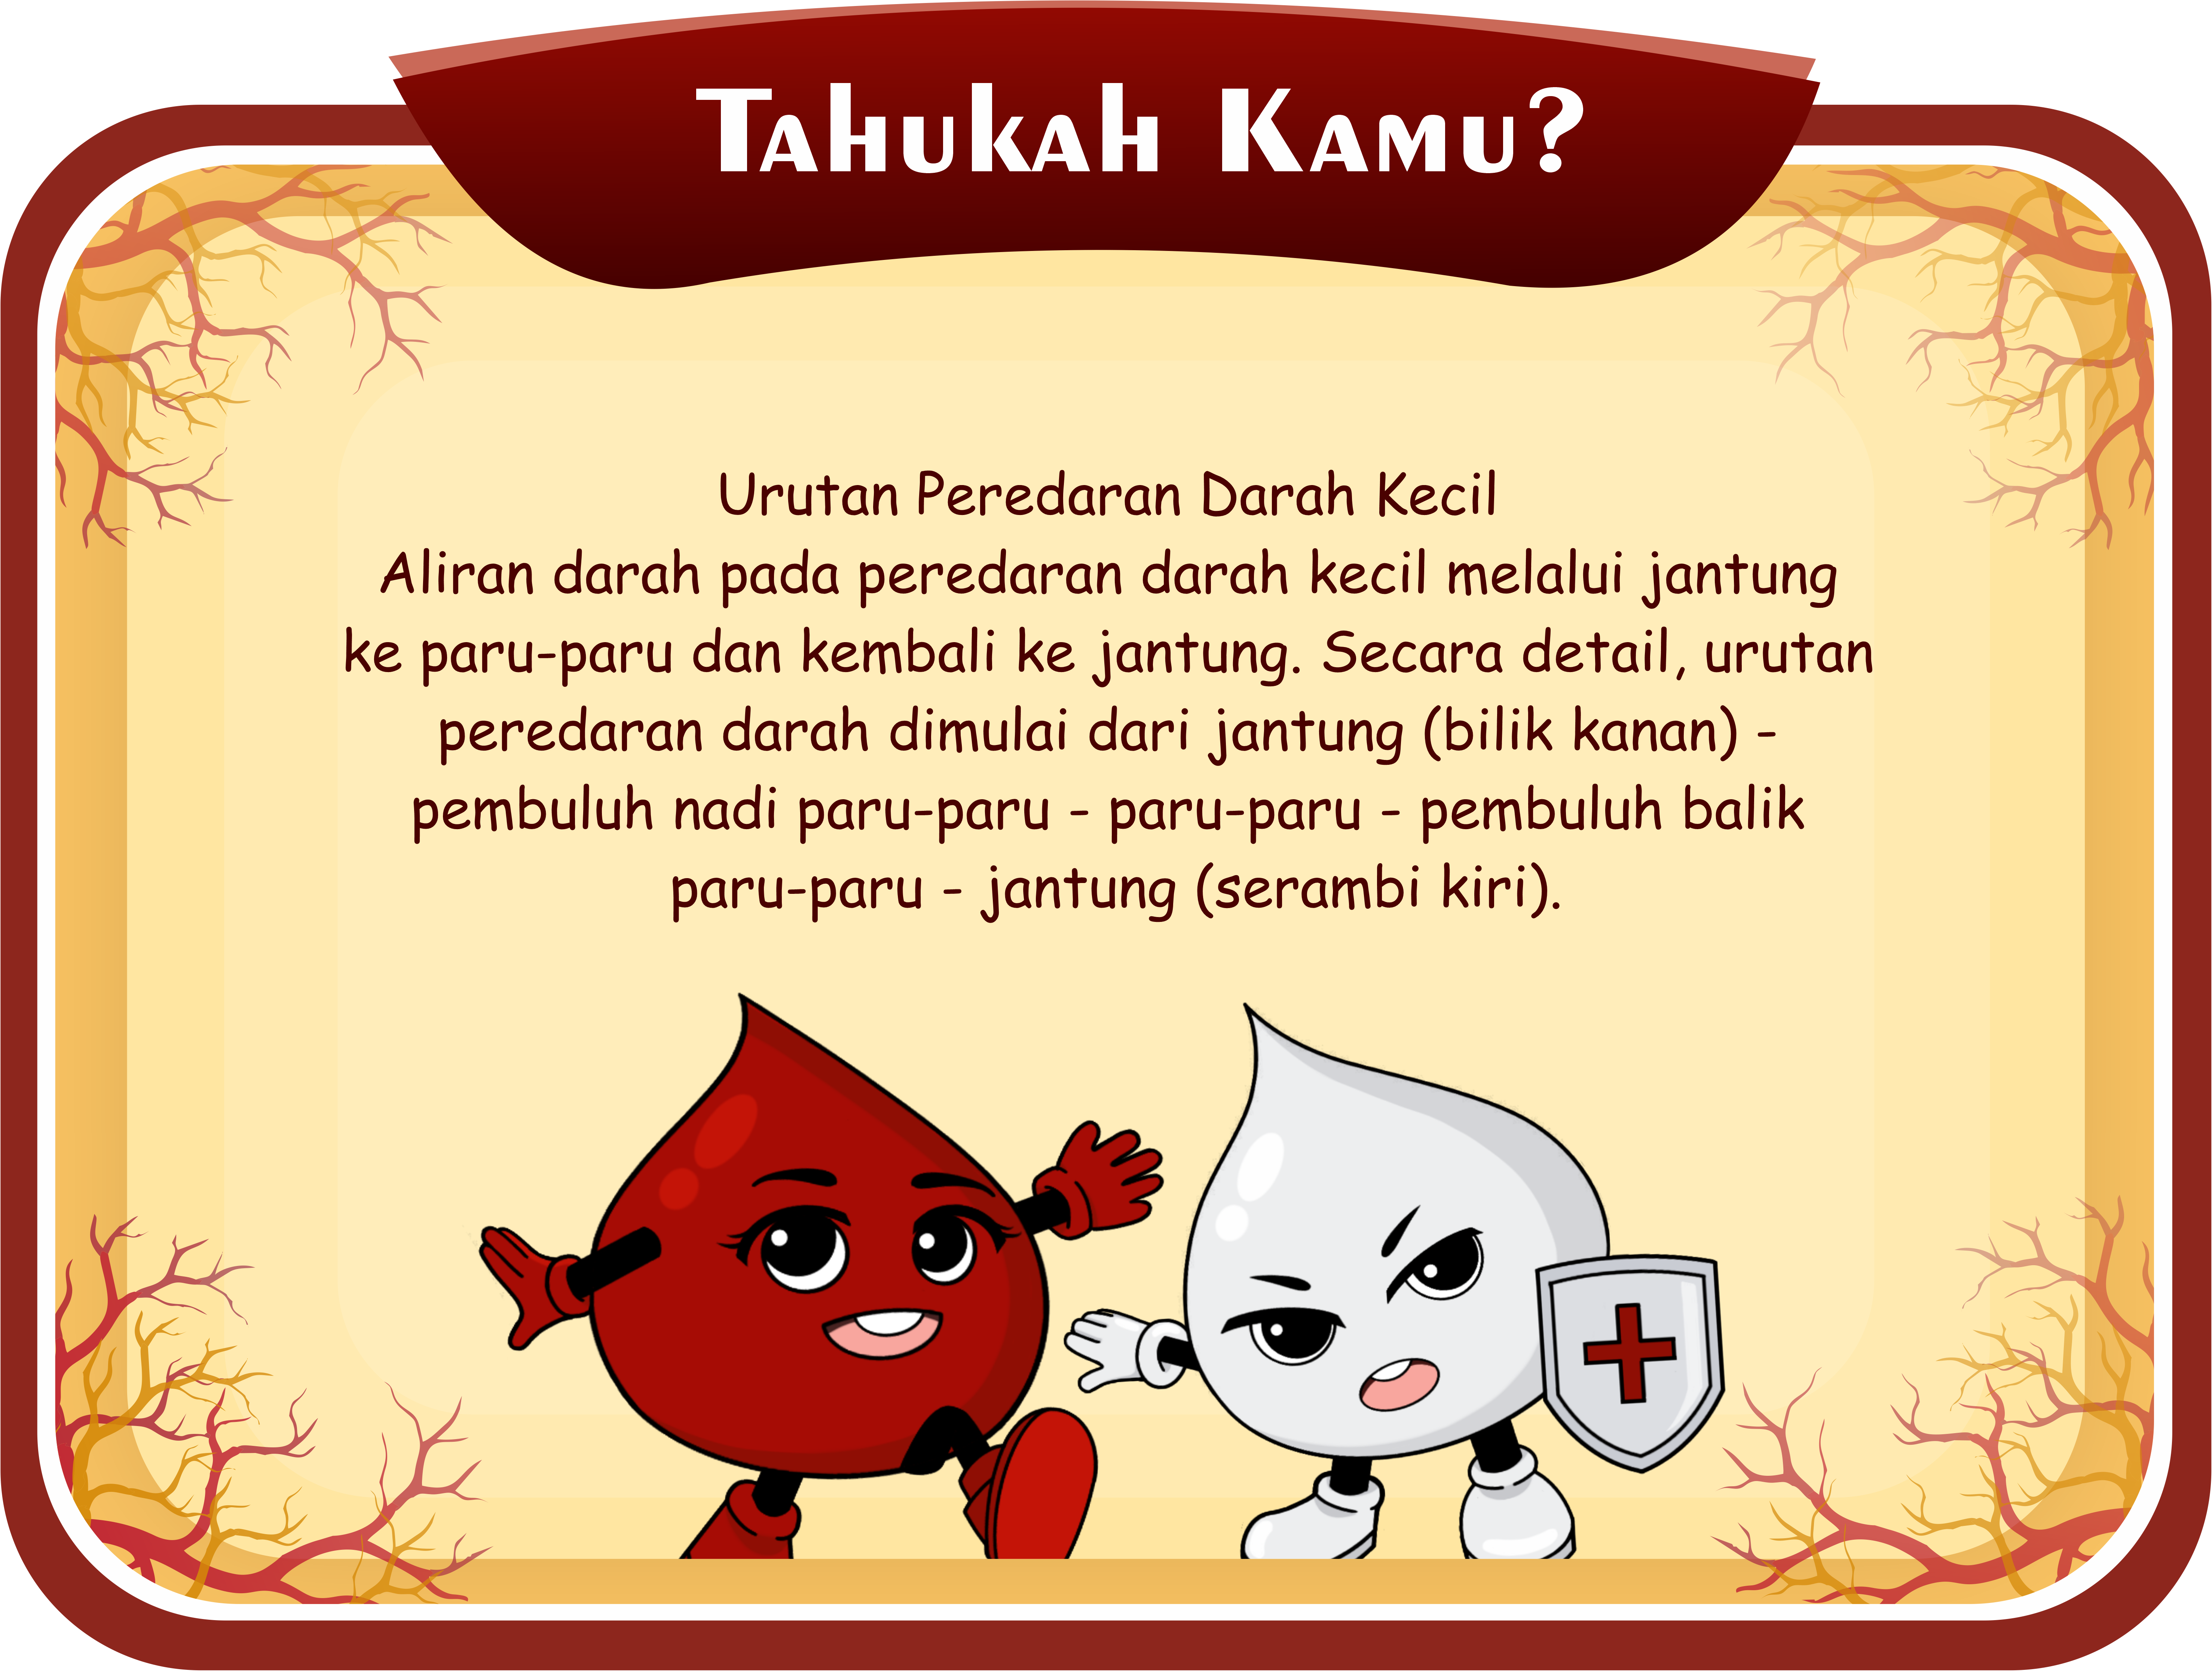 Tahukah Kamu?
Urutan Peredaran Darah Kecil
Aliran darah pada peredaran darah kecil melalui jantung
ke paru-paru dan kembali ke jantung. Secara detail, urutan
peredaran darah dimulai dari jantung (bilik kanan) -
pembuluh nadi paru-paru - paru-paru - pembuluh balik
paru-paru - jantung (serambi kiri).